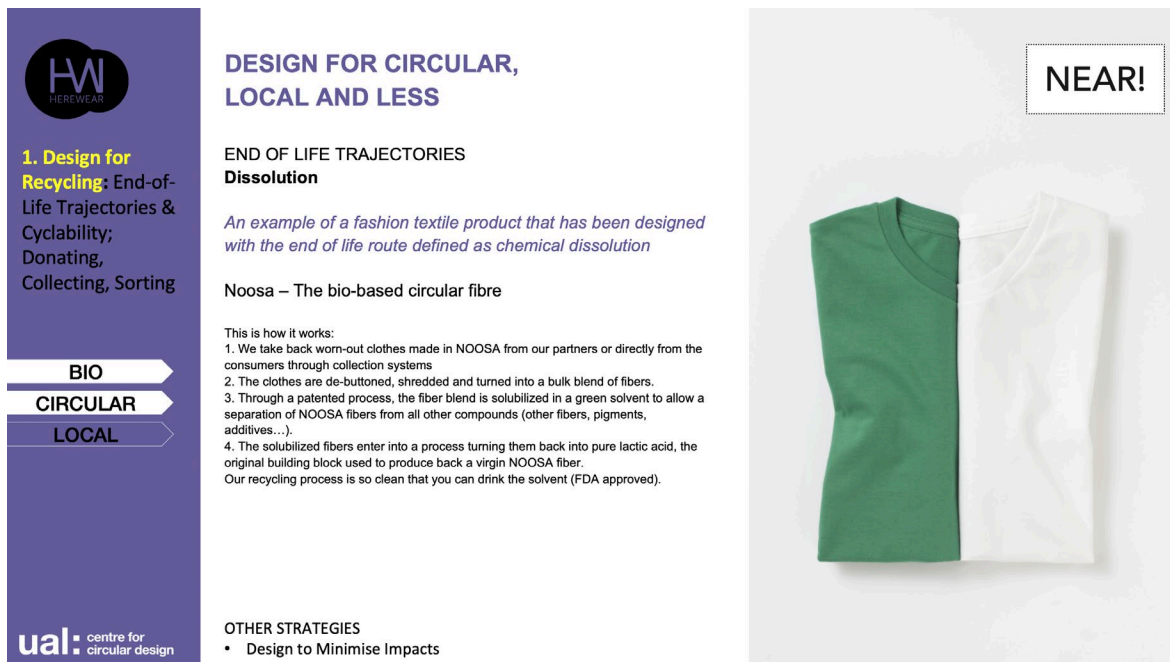 HW
HEREWEAR
1. Design for
Recycling: End-of-
Life Trajectories &
Cyclability;
Donating,
Collecting, Sorting
BIO
CIRCULAR
LOCAL
ual: centre for
circular design
DESIGN FOR CIRCULAR,
LOCAL AND LESS
END OF LIFE TRAJECTORIES
Dissolution
An example of a fashion textile product that has been designed
with the end of life route defined as chemical dissolution
Noosa – The bio-based circular fibre
This is how it works:
1. We take back worn-out clothes made in NOOSA from our partners or directly from the
consumers through collection systems
2. The clothes are de-buttoned, shredded and turned into a bulk blend of fibers.
3. Through a patented process, the fiber blend is solubilized in a green solvent to allow a
separation of NOOSA fibers from all other compounds (other fibers, pigments,
additives…).
4. The solubilized fibers enter into a process turning them back into pure lactic acid, the
original building block used to produce back a virgin NOOSA fiber.
Our recycling process is so clean that you can drink the solvent (FDA approved).
OTHER STRATEGIES
• Design to Minimise Impacts
NEAR!